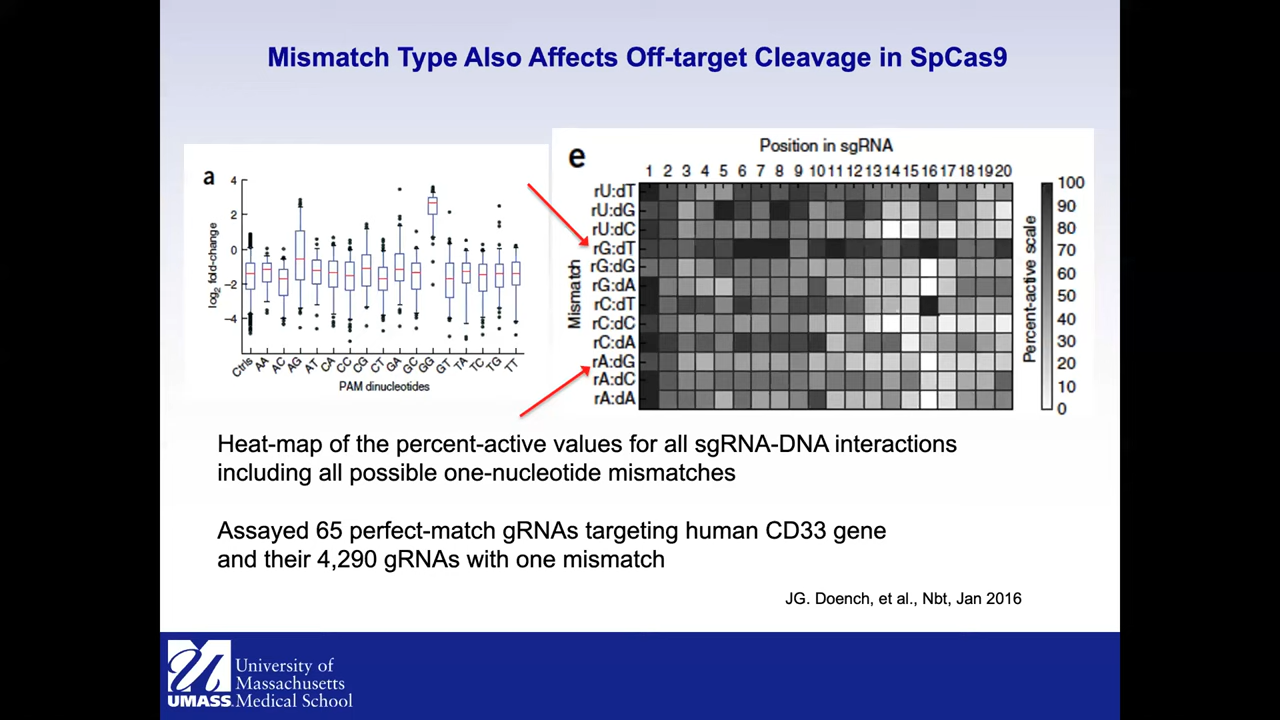 Mismatch Type Also Affects Off-target Cleavage in SpCas9
a
4
2
0
−2
−4
log2 fold-change
Ctrls AA AC AG AT CA CC CG CT GA GC GG GT TA TC TG TT
PAM dinucleotides
e
Position in sgRNA
1 2 3 4 5 6 7 8 9 10 11 12 13 14 15 16 17 18 19 20
Mismatch
rU:dT
rU:dG
rU:dC
rG:dT
rG:dG
rG:dA
rC:dT
rC:dC
rC:dA
rA:dG
rA:dC
rA:dA
100
90
80
70
60
50
40
30
20
10
0
Percent-active scale
Heat-map of the percent-active values for all sgRNA-DNA interactions
including all possible one-nucleotide mismatches
Assayed 65 perfect-match gRNAs targeting human CD33 gene
and their 4,290 gRNAs with one mismatch
JG. Doench, et al., Nbt, Jan 2016
UMASS
University of
Massachusetts
Medical School